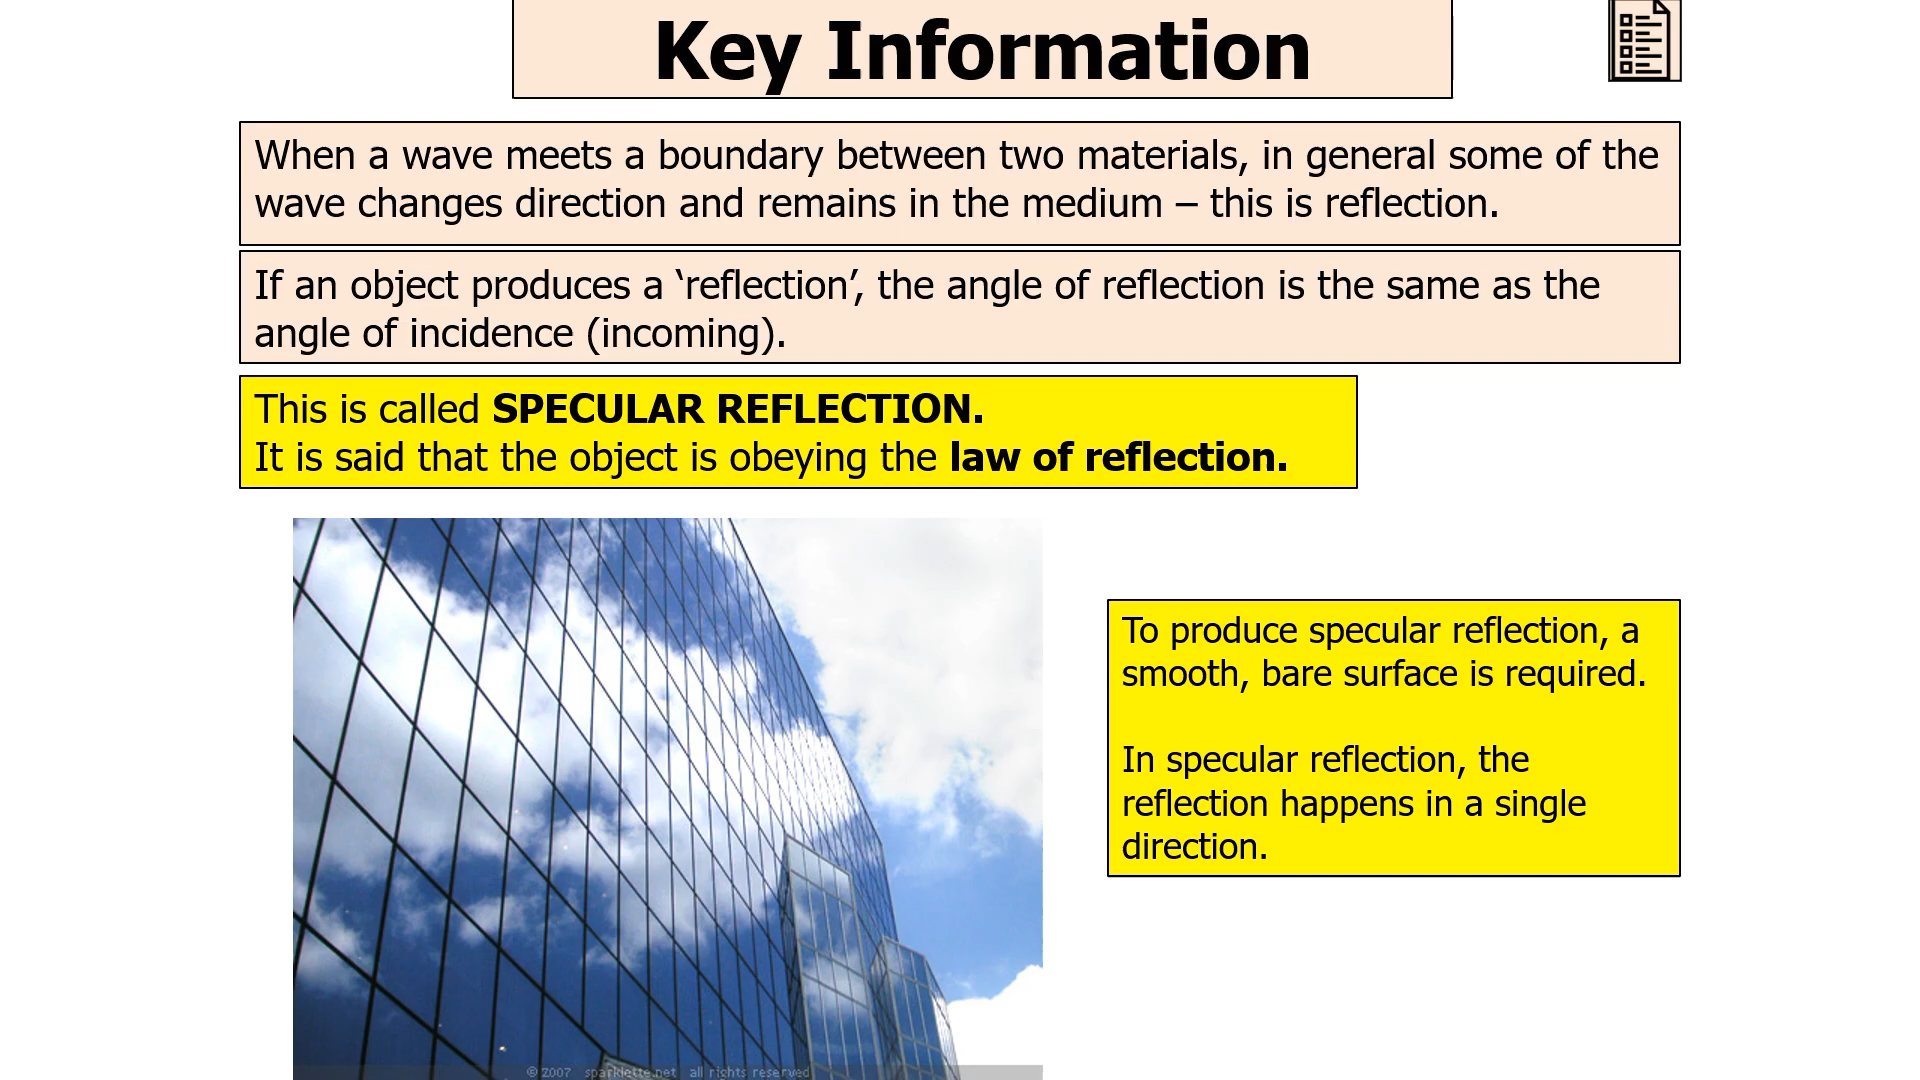 Key Information
When a wave meets a boundary between two materials, in general some of the
wave changes direction and remains in the medium – this is reflection.
If an object produces a ‘reflection’, the angle of reflection is the same as the
angle of incidence (incoming).
This is called SPECULAR REFLECTION.
It is said that the object is obeying the law of reflection.
To produce specular reflection, a
smooth, bare surface is required.
In specular reflection, the
reflection happens in a single
direction.
© 2007 sparklette.net all rights reserved